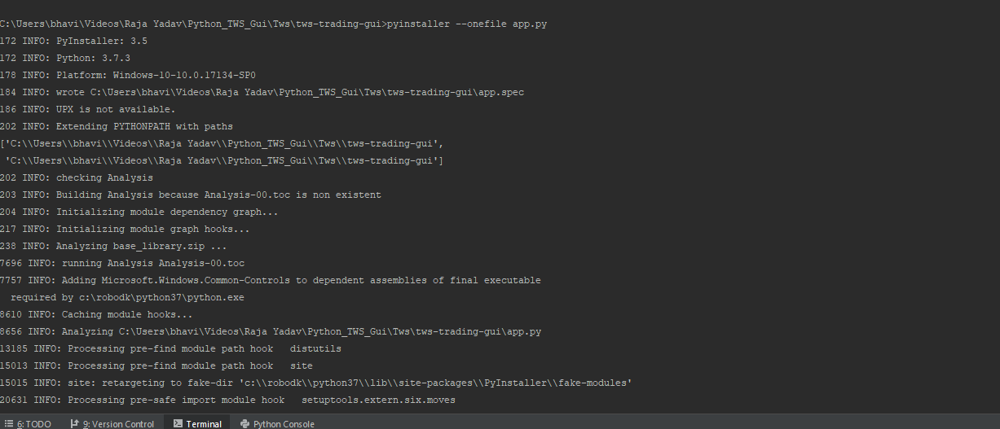 C:\Users\bhavi\Videos\Raja Yadav\Python_TWS_Gui\Tws\tws-trading-gui>pyinstaller --onefile app.py
172 INFO: PyInstaller: 3.5
172 INFO: Python: 3.7.3
178 INFO: Platform: Windows-10-10.0.17134-SP0
184 INFO: wrote C:\Users\bhavi\Videos\Raja Yadav\Python_TWS_Gui\Tws\tws-trading-gui\app.spec
186 INFO: UPX is not available.
202 INFO: Extending PYTHONPATH with paths
['C:\\Users\\bhavi\\Videos\\Raja Yadav\\Python_TWS_Gui\\Tws\\tws-trading-gui',
 'C:\\Users\\bhavi\\Videos\\Raja Yadav\\Python_TWS_Gui\\Tws\\tws-trading-gui']
202 INFO: checking Analysis
203 INFO: Building Analysis because Analysis-00.toc is non existent
204 INFO: Initializing module dependency graph...
217 INFO: Initializing module graph hooks...
238 INFO: Analyzing base_library.zip ...
7696 INFO: running Analysis Analysis-00.toc
7757 INFO: Adding Microsoft.Windows.Common-Controls to dependent assemblies of final executable
  required by c:\robodk\python37\python.exe
8610 INFO: Caching module hooks...
8656 INFO: Analyzing C:\Users\bhavi\Videos\Raja Yadav\Python_TWS_Gui\Tws\tws-trading-gui\app.py
13185 INFO: Processing pre-find module path hook   distutils
15013 INFO: Processing pre-find module path hook   site
15015 INFO: site: retargeting to fake-dir 'c:\\robodk\\python37\\lib\\site-packages\\PyInstaller\\fake-modules'
20631 INFO: Processing pre-safe import module hook   setuptools.extern.six.moves
6: TODO 9: Version Control Terminal Python Console